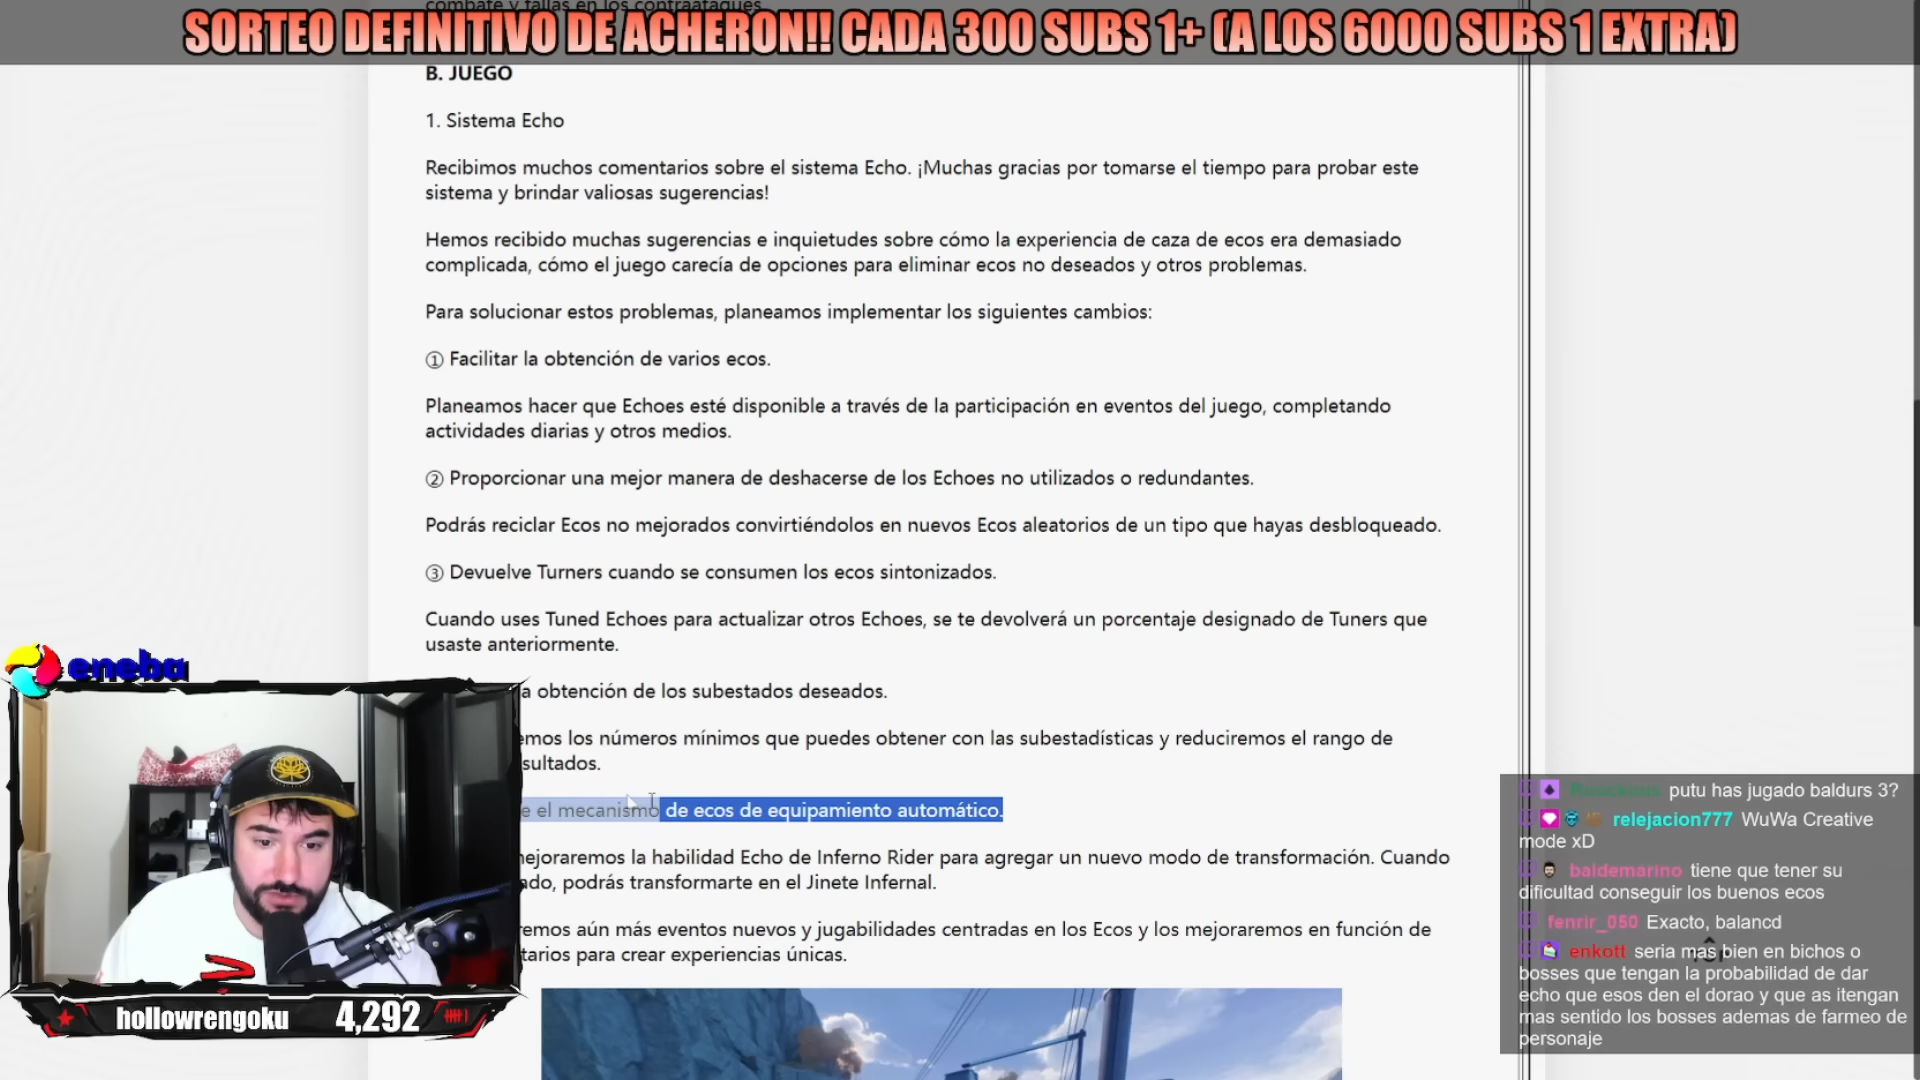 combate y fallas en los contraataques.
SORTEO DEFINITIVO DE ACHERON!! CADA 300 SUBS 1+ (A LOS 6000 SUBS 1 EXTRA)
B. JUEGO
1. Sistema Echo
Recibimos muchos comentarios sobre el sistema Echo. ¡Muchas gracias por tomarse el tiempo para probar este
sistema y brindar valiosas sugerencias!
Hemos recibido muchas sugerencias e inquietudes sobre cómo la experiencia de caza de ecos era demasiado
complicada, cómo el juego carecía de opciones para eliminar ecos no deseados y otros problemas.
Para solucionar estos problemas, planeamos implementar los siguientes cambios:
① Facilitar la obtención de varios ecos.
Planeamos hacer que Echoes esté disponible a través de la participación en eventos del juego, completando
actividades diarias y otros medios.
② Proporcionar una mejor manera de deshacerse de los Echoes no utilizados o redundantes.
Podrás reciclar Ecos no mejorados convirtiéndolos en nuevos Ecos aleatorios de un tipo que hayas desbloqueado.
③ Devuelve Turners cuando se consumen los ecos sintonizados.
Cuando uses Tuned Echoes para actualizar otros Echoes, se te devolverá un porcentaje designado de Tuners que
usaste anteriormente.
a obtención de los subestados deseados.
emos los números mínimos que puedes obtener con las subestadísticas y reduciremos el rango de
sultados.
e el mecanismo de ecos de equipamiento automático.
ejoraremos la habilidad Echo de Inferno Rider para agregar un nuevo modo de transformación. Cuando
do, podrás transformarte en el Jinete Infernal.
remos aún más eventos nuevos y jugabilidades centradas en los Ecos y los mejoraremos en función de
tarios para crear experiencias únicas.
eneba
hollowrengoku 4,292
putu has jugado baldurs 3?
relejacion777 WuWa Creative
mode xD
baldemarino tiene que tener su
dificultad conseguir los buenos ecos
fenrir_050 Exacto, balancd
enkott seria mas bien en bichos o
bosses que tengan la probabilidad de dar
echo que esos den el dorao y que as itengan
mas sentido los bosses ademas de farmeo de
personaje